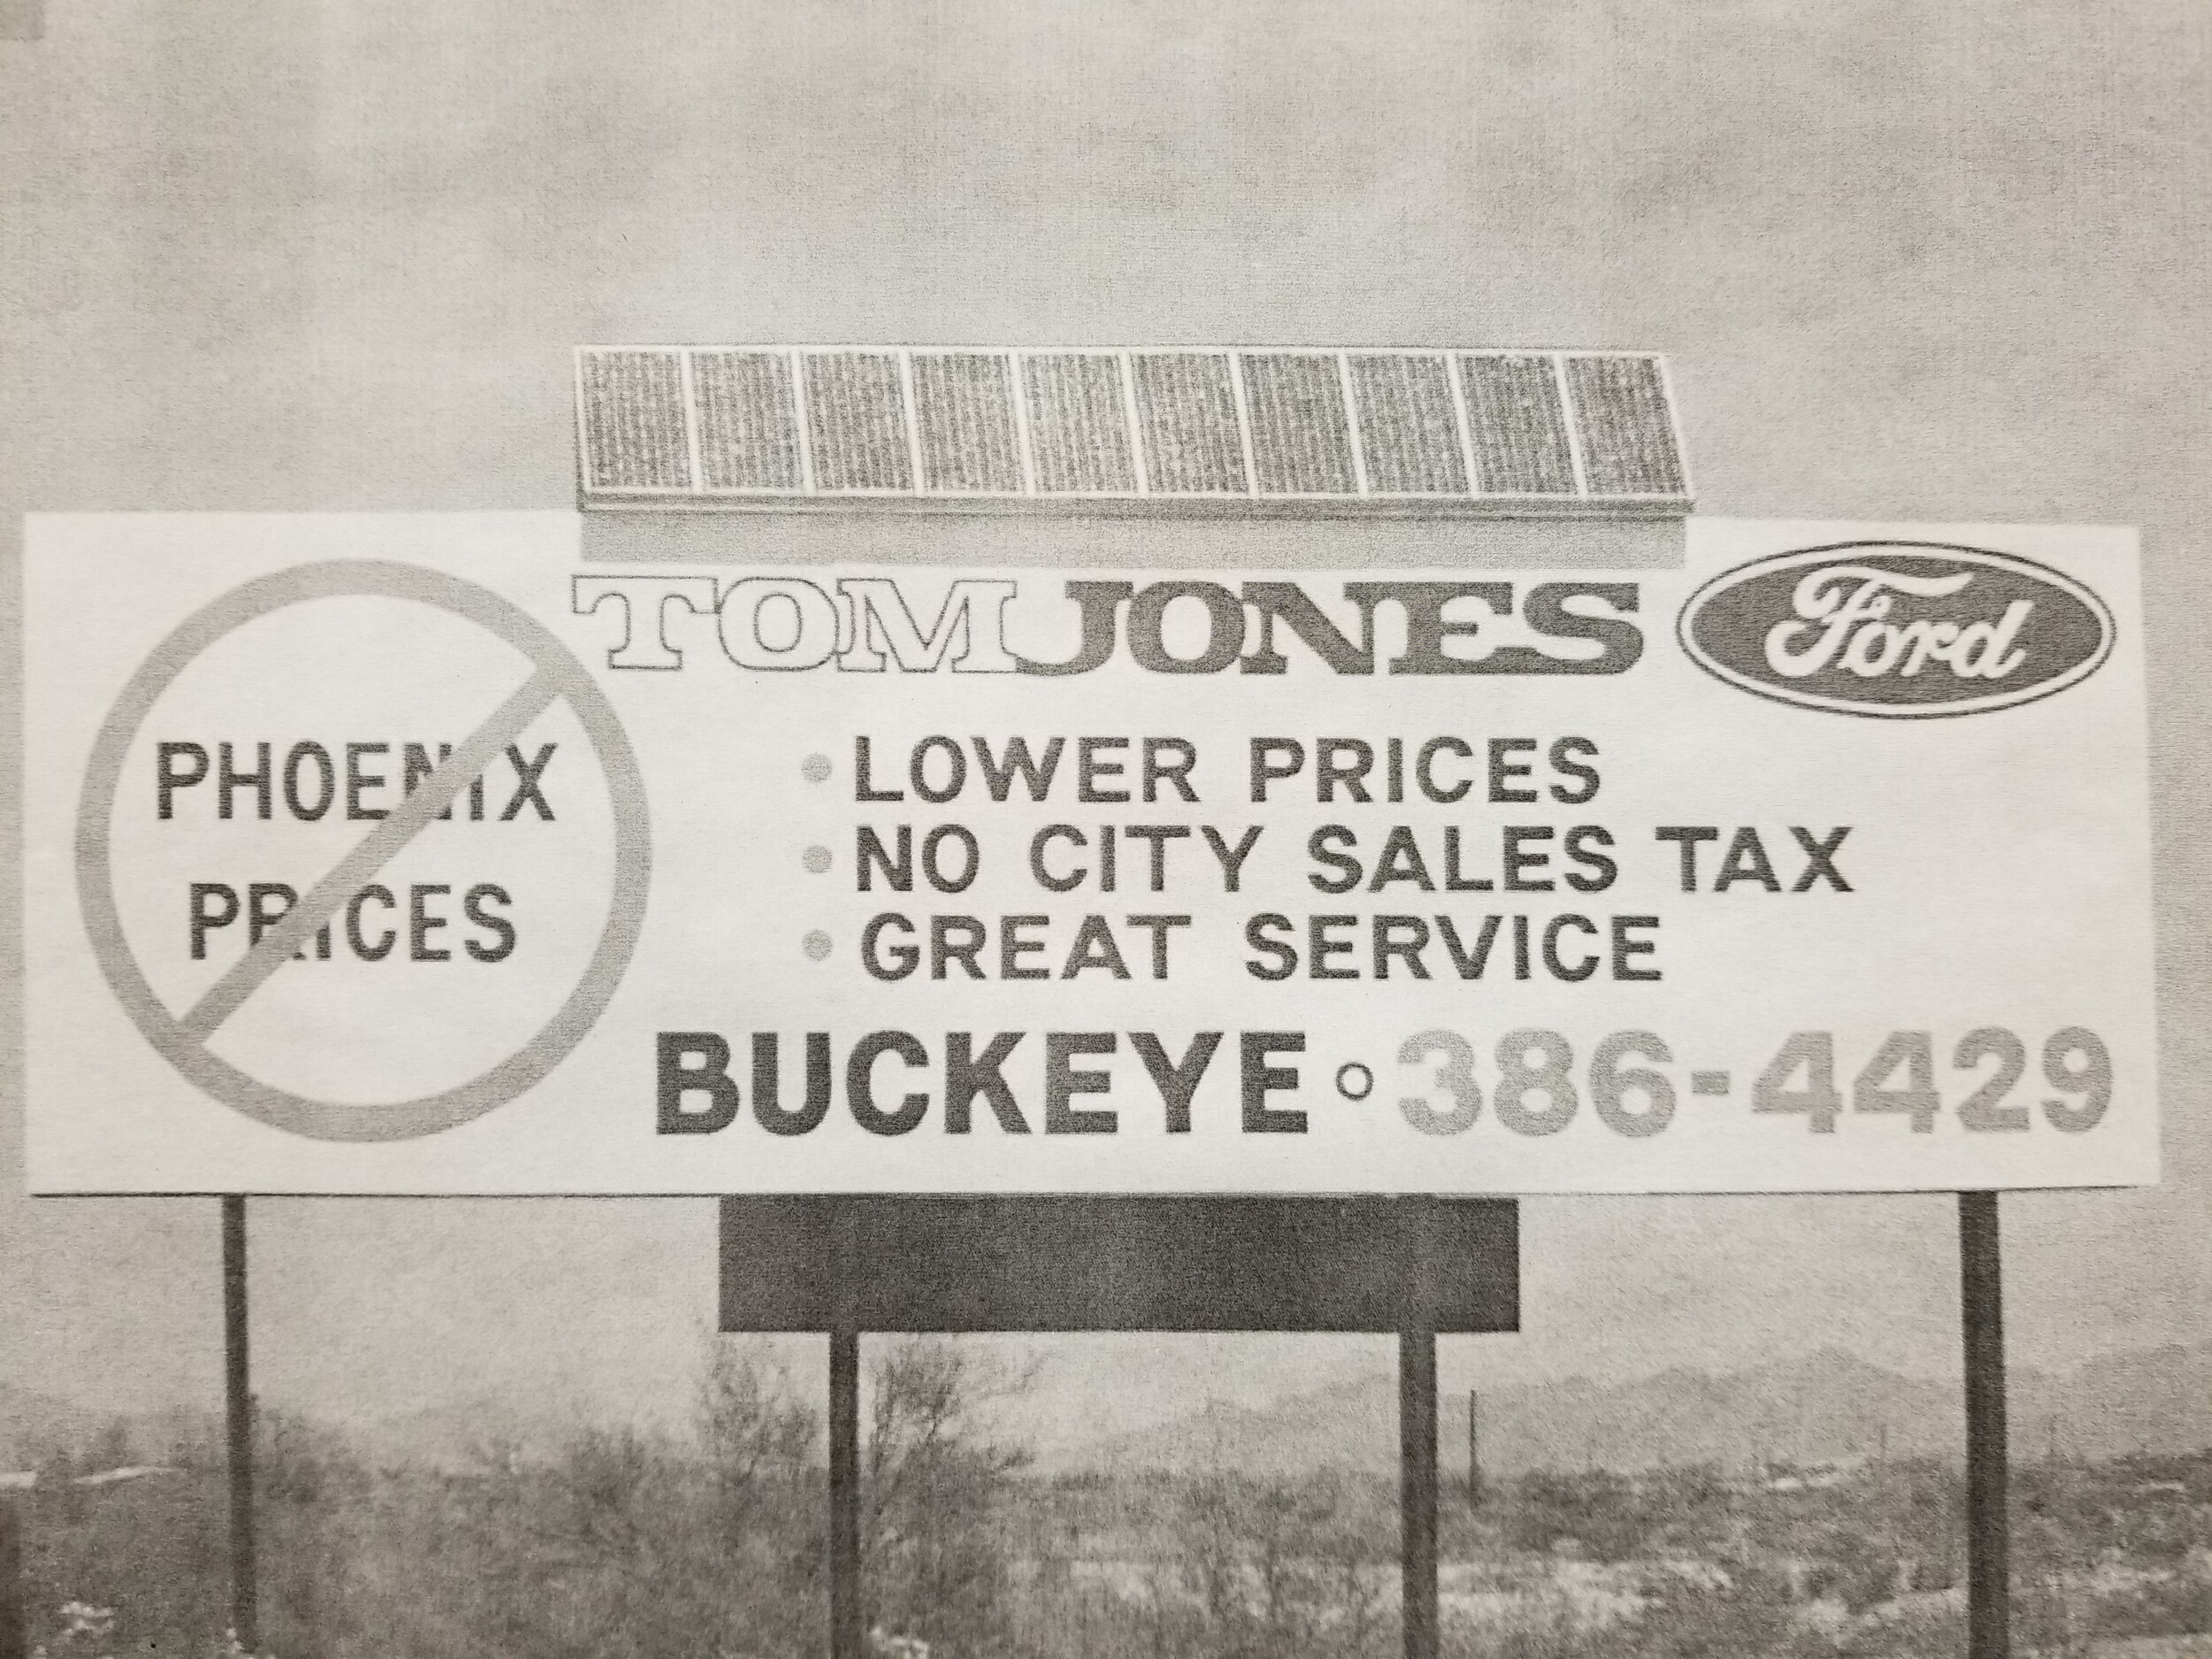 TOM JONES Ford
PHOENIX
PRICES
• LOWER PRICES
• NO CITY SALES TAX
• GREAT SERVICE
BUCKEYE ○ 386-4429